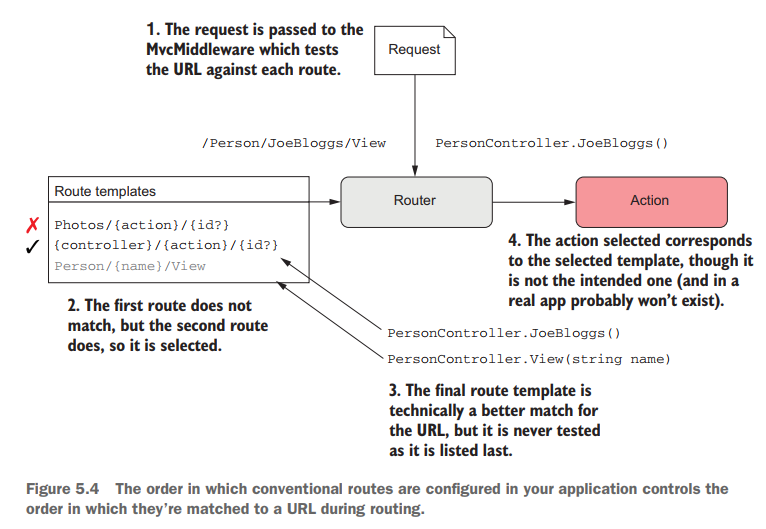 1. The request is passed to the
MvcMiddleware which tests
the URL against each route.
Request
/Person/JoeBloggs/View
PersonController.JoeBloggs()
Route templates
Photos/{action}/{id?}
{controller}/{action}/{id?}
Person/{name}/View
Router
Action
4. The action selected corresponds
to the selected template, though it
is not the intended one (and in a
real app probably won't exist).
2. The first route does not
match, but the second route
does, so it is selected.
PersonController.JoeBloggs()
PersonController.View(string name)
3. The final route template is
technically a better match for
the URL, but it is never tested
as it is listed last.
Figure 5.4 The order in which conventional routes are configured in your application controls the
order in which they're matched to a URL during routing.